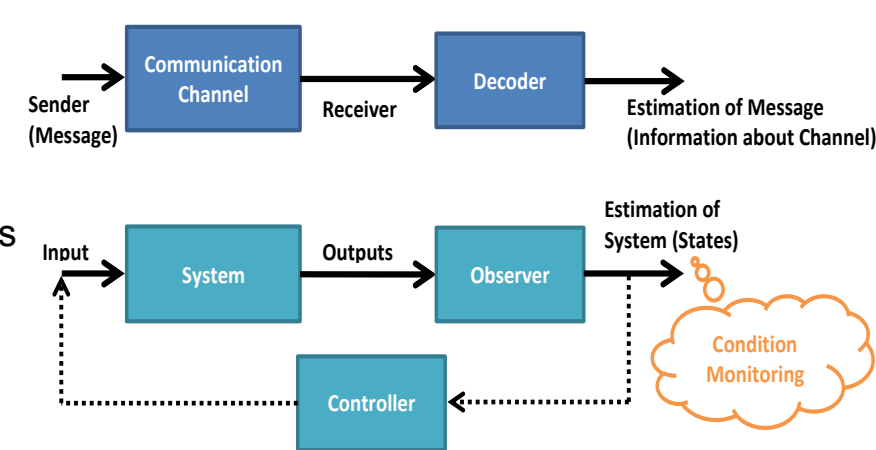 Communication
Channel
Decoder
Sender
(Message)
Receiver
Estimation of Message
(Information about Channel)
s
Input
System
Outputs
Observer
Estimation of
System (States)
Condition
Monitoring
Controller